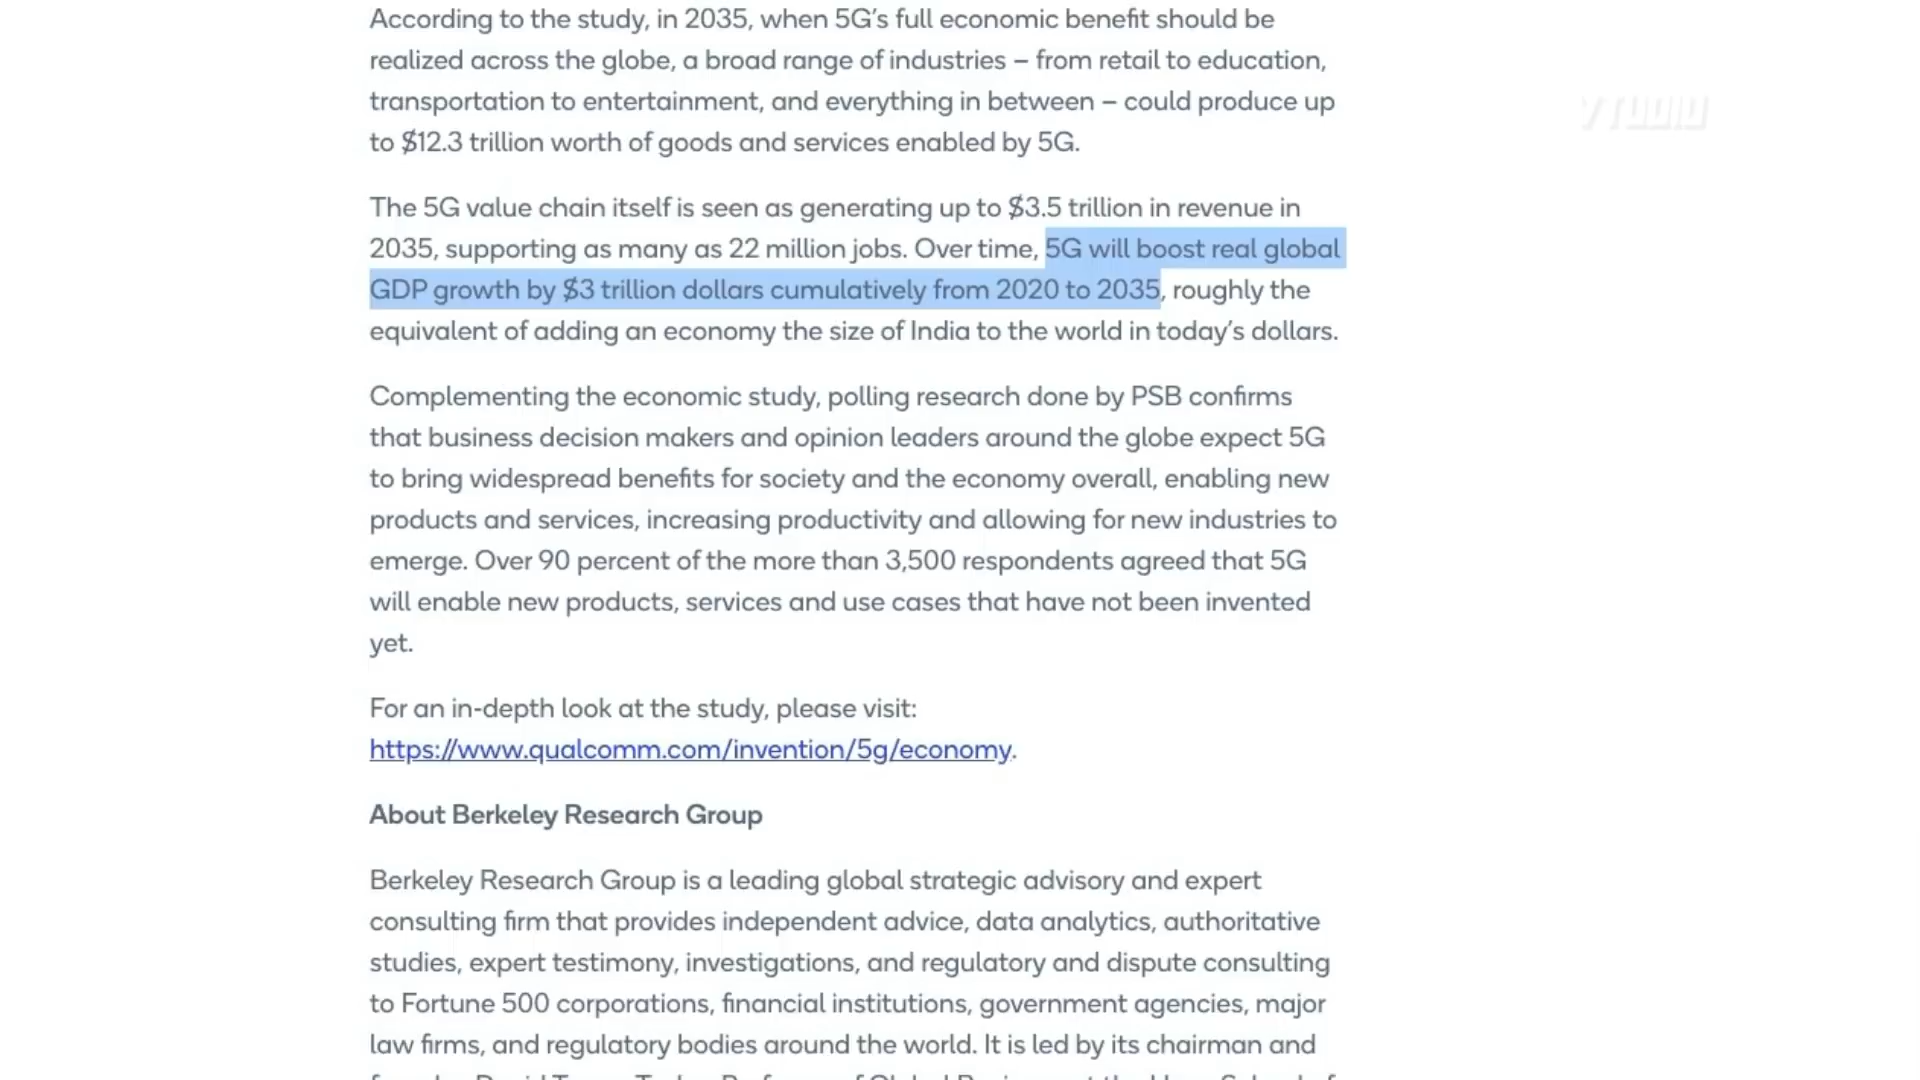 According to the study, in 2035, when 5G's full economic benefit should be
realized across the globe, a broad range of industries – from retail to education,
transportation to entertainment, and everything in between – could produce up
to $12.3 trillion worth of goods and services enabled by 5G.
VTUDIO
The 5G value chain itself is seen as generating up to $3.5 trillion in revenue in
2035, supporting as many as 22 million jobs. Over time, 5G will boost real global
GDP growth by $3 trillion dollars cumulatively from 2020 to 2035, roughly the
equivalent of adding an economy the size of India to the world in today's dollars.
Complementing the economic study, polling research done by PSB confirms
that business decision makers and opinion leaders around the globe expect 5G
to bring widespread benefits for society and the economy overall, enabling new
products and services, increasing productivity and allowing for new industries to
emerge. Over 90 percent of the more than 3,500 respondents agreed that 5G
will enable new products, services and use cases that have not been invented
yet.
For an in-depth look at the study, please visit:
https://www.qualcomm.com/invention/5g/economy.
About Berkeley Research Group
Berkeley Research Group is a leading global strategic advisory and expert
consulting firm that provides independent advice, data analytics, authoritative
studies, expert testimony, investigations, and regulatory and dispute consulting
to Fortune 500 corporations, financial institutions, government agencies, major
law firms, and regulatory bodies around the world. It is led by its chairman and